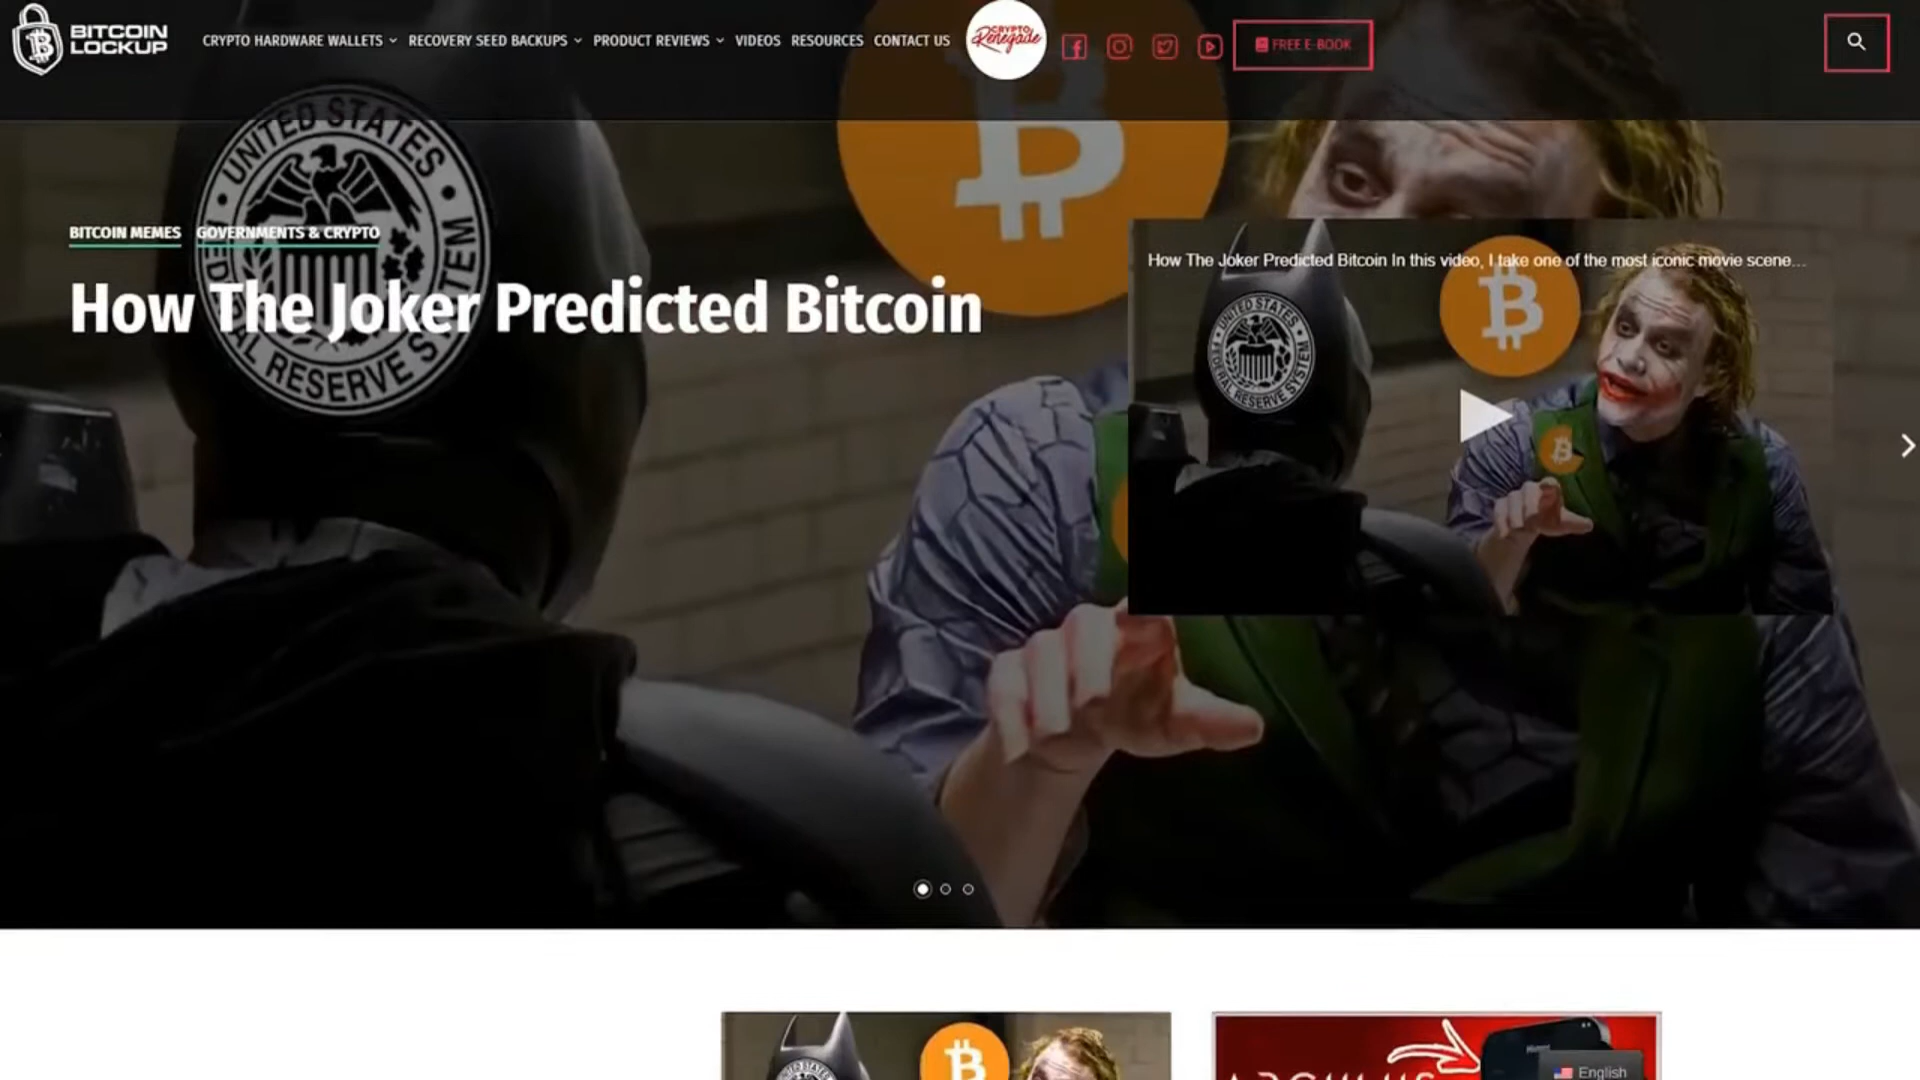 BITCOIN
LOCKUP
CRYPTO HARDWARE WALLETS
RECOVERY SEED BACKUPS
PRODUCT REVIEWS
VIDEOS
RESOURCES
CONTACT US
CRYPTO
Renegade
FREE E-BOOK
UNITED STATES
FEDERAL RESERVE SYSTEM
BITCOIN MEMES
GOVERNMENTS & CRYPTO
How The Joker Predicted Bitcoin
How The Joker Predicted Bitcoin In this video, I take one of the most iconic movie scene...
UNITED STATES
FEDERAL RESERVE SYSTEM
English